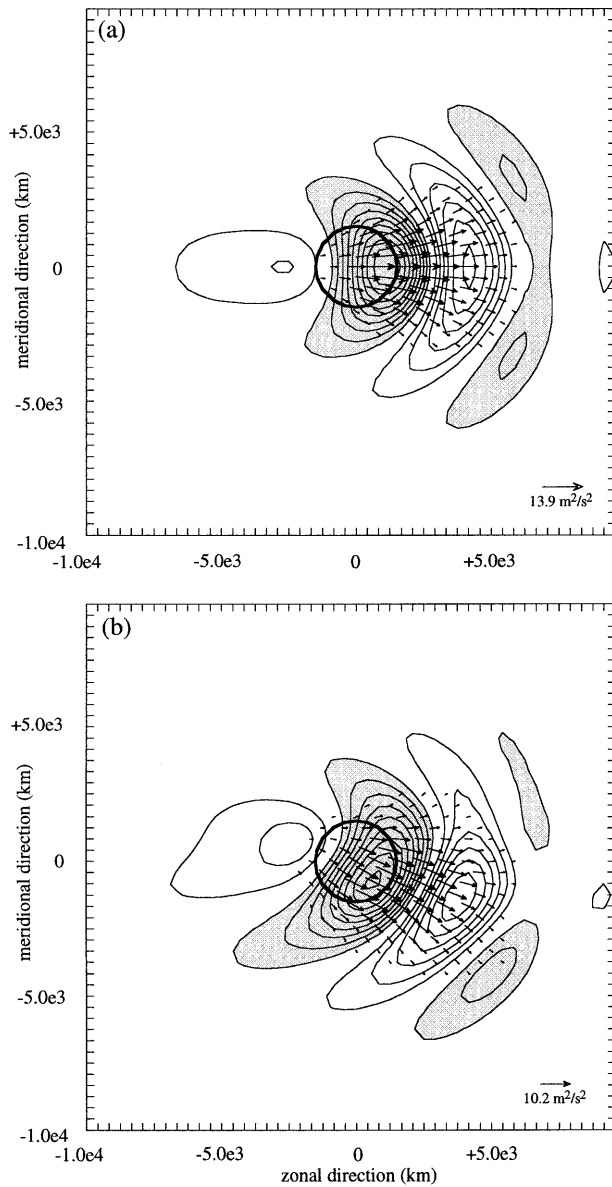 (a)
+5.0e3
meridional direction (km)
0
-5.0e3
13.9 m²/s²
-1.0e4
-1.0e4
-5.0e3
0
+5.0e3
(b)
+5.0e3
meridional direction (km)
0
-5.0e3
10.2 m²/s²
-1.0e4
-1.0e4
-5.0e3
0
+5.0e3
zonal direction (km)